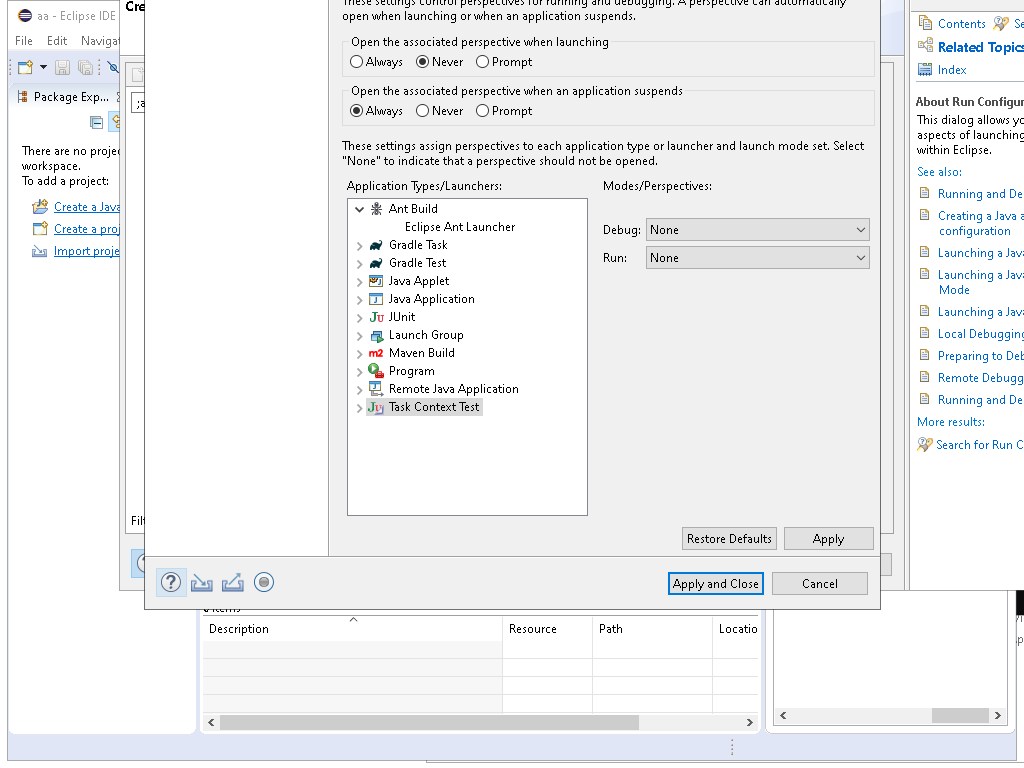 aa - Eclipse IDE
Cre
File Edit Navigat
Package Exp...
There are no proje
workspace.
To add a project:
Create a Java
Create a proj
Import proje
;a
Filt
These settings control perspectives for running and debugging. A perspective can automatically
open when launching or when an application suspends.
Open the associated perspective when launching
Always Never Prompt
Open the associated perspective when an application suspends
Always Never Prompt
These settings assign perspectives to each application type or launcher and launch mode set. Select
"None" to indicate that a perspective should not be opened.
Application Types/Launchers:
Modes/Perspectives:
Ant Build
Eclipse Ant Launcher
Gradle Task
Gradle Test
Java Applet
Java Application
JUnit
Launch Group
Maven Build
Program
Remote Java Application
Task Context Test
Debug: None
Run: None
Restore Defaults Apply
Apply and Close Cancel
Contents Se
Related Topics
Index
About Run Configur
This dialog allows yo
aspects of launching
within Eclipse.
See also:
Running and De
Creating a Java a
configuration
Launching a Java
Launching a Java
Mode
Launching a Java
Local Debugging
Preparing to Deb
Remote Debugg
Running and De
More results:
Search for Run C
Description Resource Path Locatio